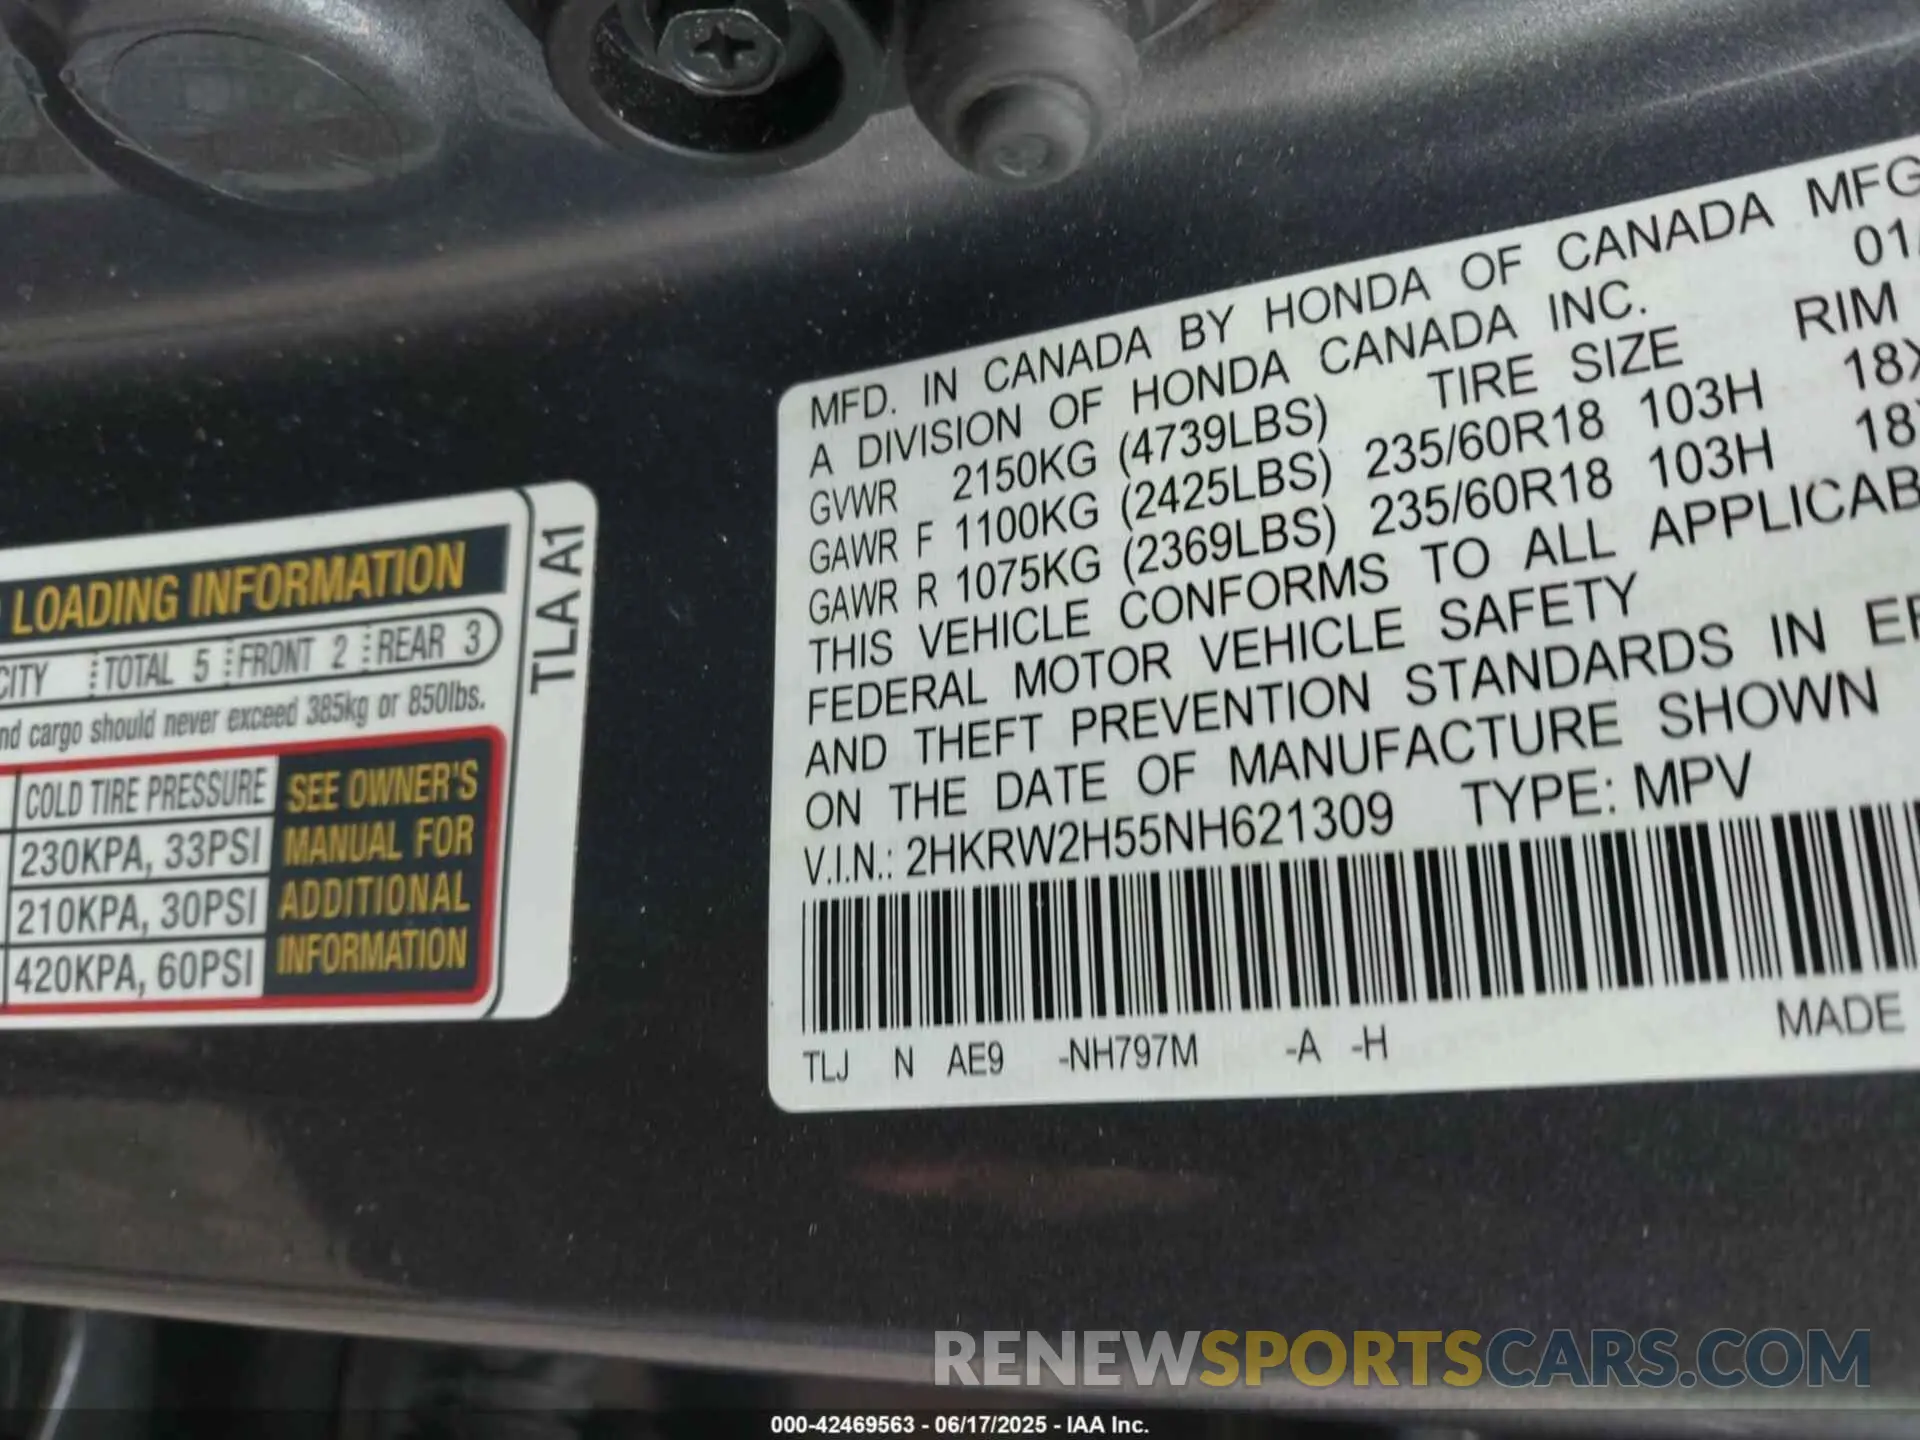 LOADING INFORMATION
TOTAL 5 FRONT 2 REAR 3
cargo should never exceed 385kg or 850lbs.
COLD TIRE PRESSURE
230KPA, 33PSI
210KPA, 30PSI
420KPA, 60PSI
SEE OWNER'S
MANUAL FOR
ADDITIONAL
INFORMATION
TLA A1
MFD. IN CANADA BY HONDA OF CANADA MFG
A DIVISION OF HONDA CANADA INC. 01/
GVWR 2150KG (4739LBS) TIRE SIZE RIM
GAWR F 1100KG (2425LBS) 235/60R18 103H 18X
GAWR R 1075KG (2369LBS) 235/60R18 103H 18
THIS VEHICLE CONFORMS TO ALL APPLICAB
FEDERAL MOTOR VEHICLE SAFETY
AND THEFT PREVENTION STANDARDS IN
ON THE DATE OF MANUFACTURE SHOWN
V.I.N.: 2HKRW2H55NH621309 TYPE: MPV
TLJ N AE9 -NH797M -A -H
MADE
RENEWSPORTSCARS.COM
000-42469563 - 06/17/2025 - IAA Inc.